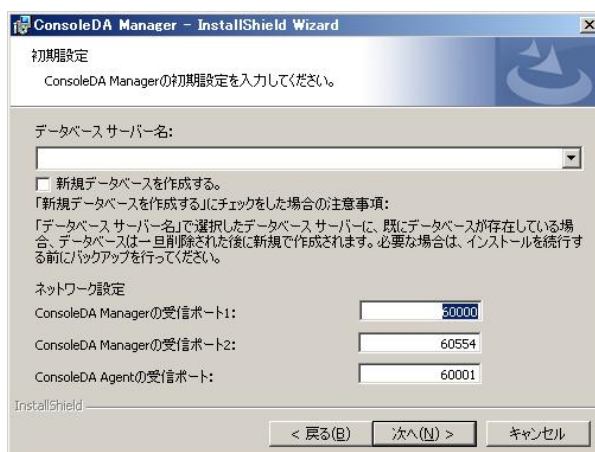 ConsoleDA Manager - InstallShield Wizard
初期設定
ConsoleDA Managerの初期設定を入力してください。
データベース サーバー名:
新規データベースを作成する。
「新規データベースを作成する」にチェックをした場合の注意事項:
「データベース サーバー名」で選択したデータベース サーバーに、既にデータベースが存在している場
合、データベースは一旦削除された後に新規で作成されます。必要な場合は、インストールを続行す
る前にバックアップを行ってください。
ネットワーク設定
ConsoleDA Managerの受信ポート1: 60000
ConsoleDA Managerの受信ポート2: 60554
ConsoleDA Agentの受信ポート: 60001
InstallShield
< 戻る(B) 次へ(N) > キャンセル